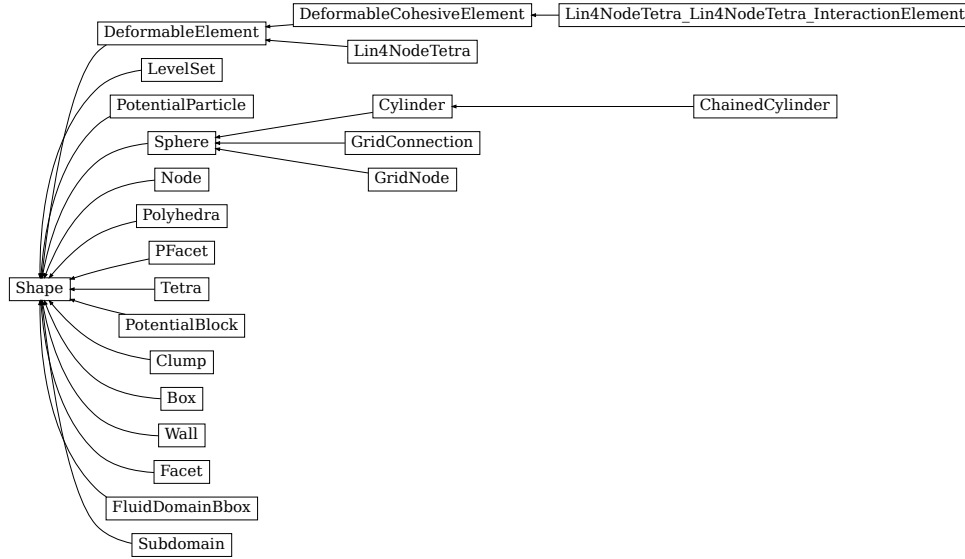 DeformableCohesiveElement
Lin4NodeTetra_Lin4NodeTetra_InteractionElement
DeformableElement
Lin4NodeTetra
LevelSet
PotentialParticle
Cylinder
ChainedCylinder
Sphere
GridConnection
Node
GridNode
Polyhedra
PFacet
Shape
Tetra
PotentialBlock
Clump
Box
Wall
Facet
FluidDomainBbox
Subdomain